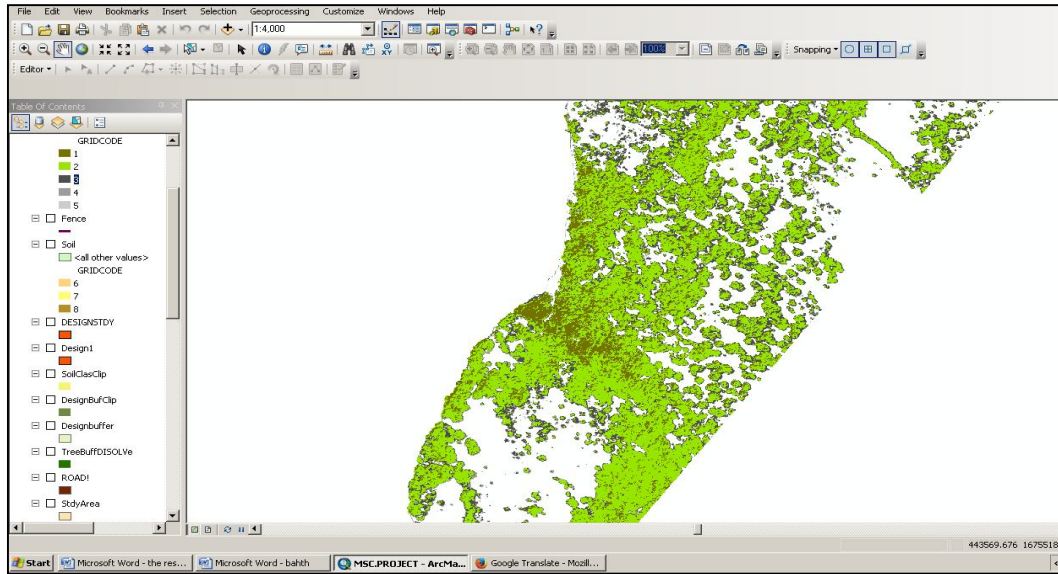 File Edit View Bookmarks Insert Selection Geoprocessing Customize Windows Help
1:4,000
100%
Snapping
Editor
Table Of Contents
GRIDCODE
1
2
3
4
5
Fence
Soil
<all other values>
GRIDCODE
6
7
8
DESIGNSTDY
Design1
SoilClasClip
DesignBufClip
Designbuffer
TreeBuffDISOLVe
ROAD!
StdyArea
443569.676 1675518
Start Microsoft Word - the res... Microsoft Word - bahth MSC.PROJECT - ArcMa... Google Translate - Mozill...